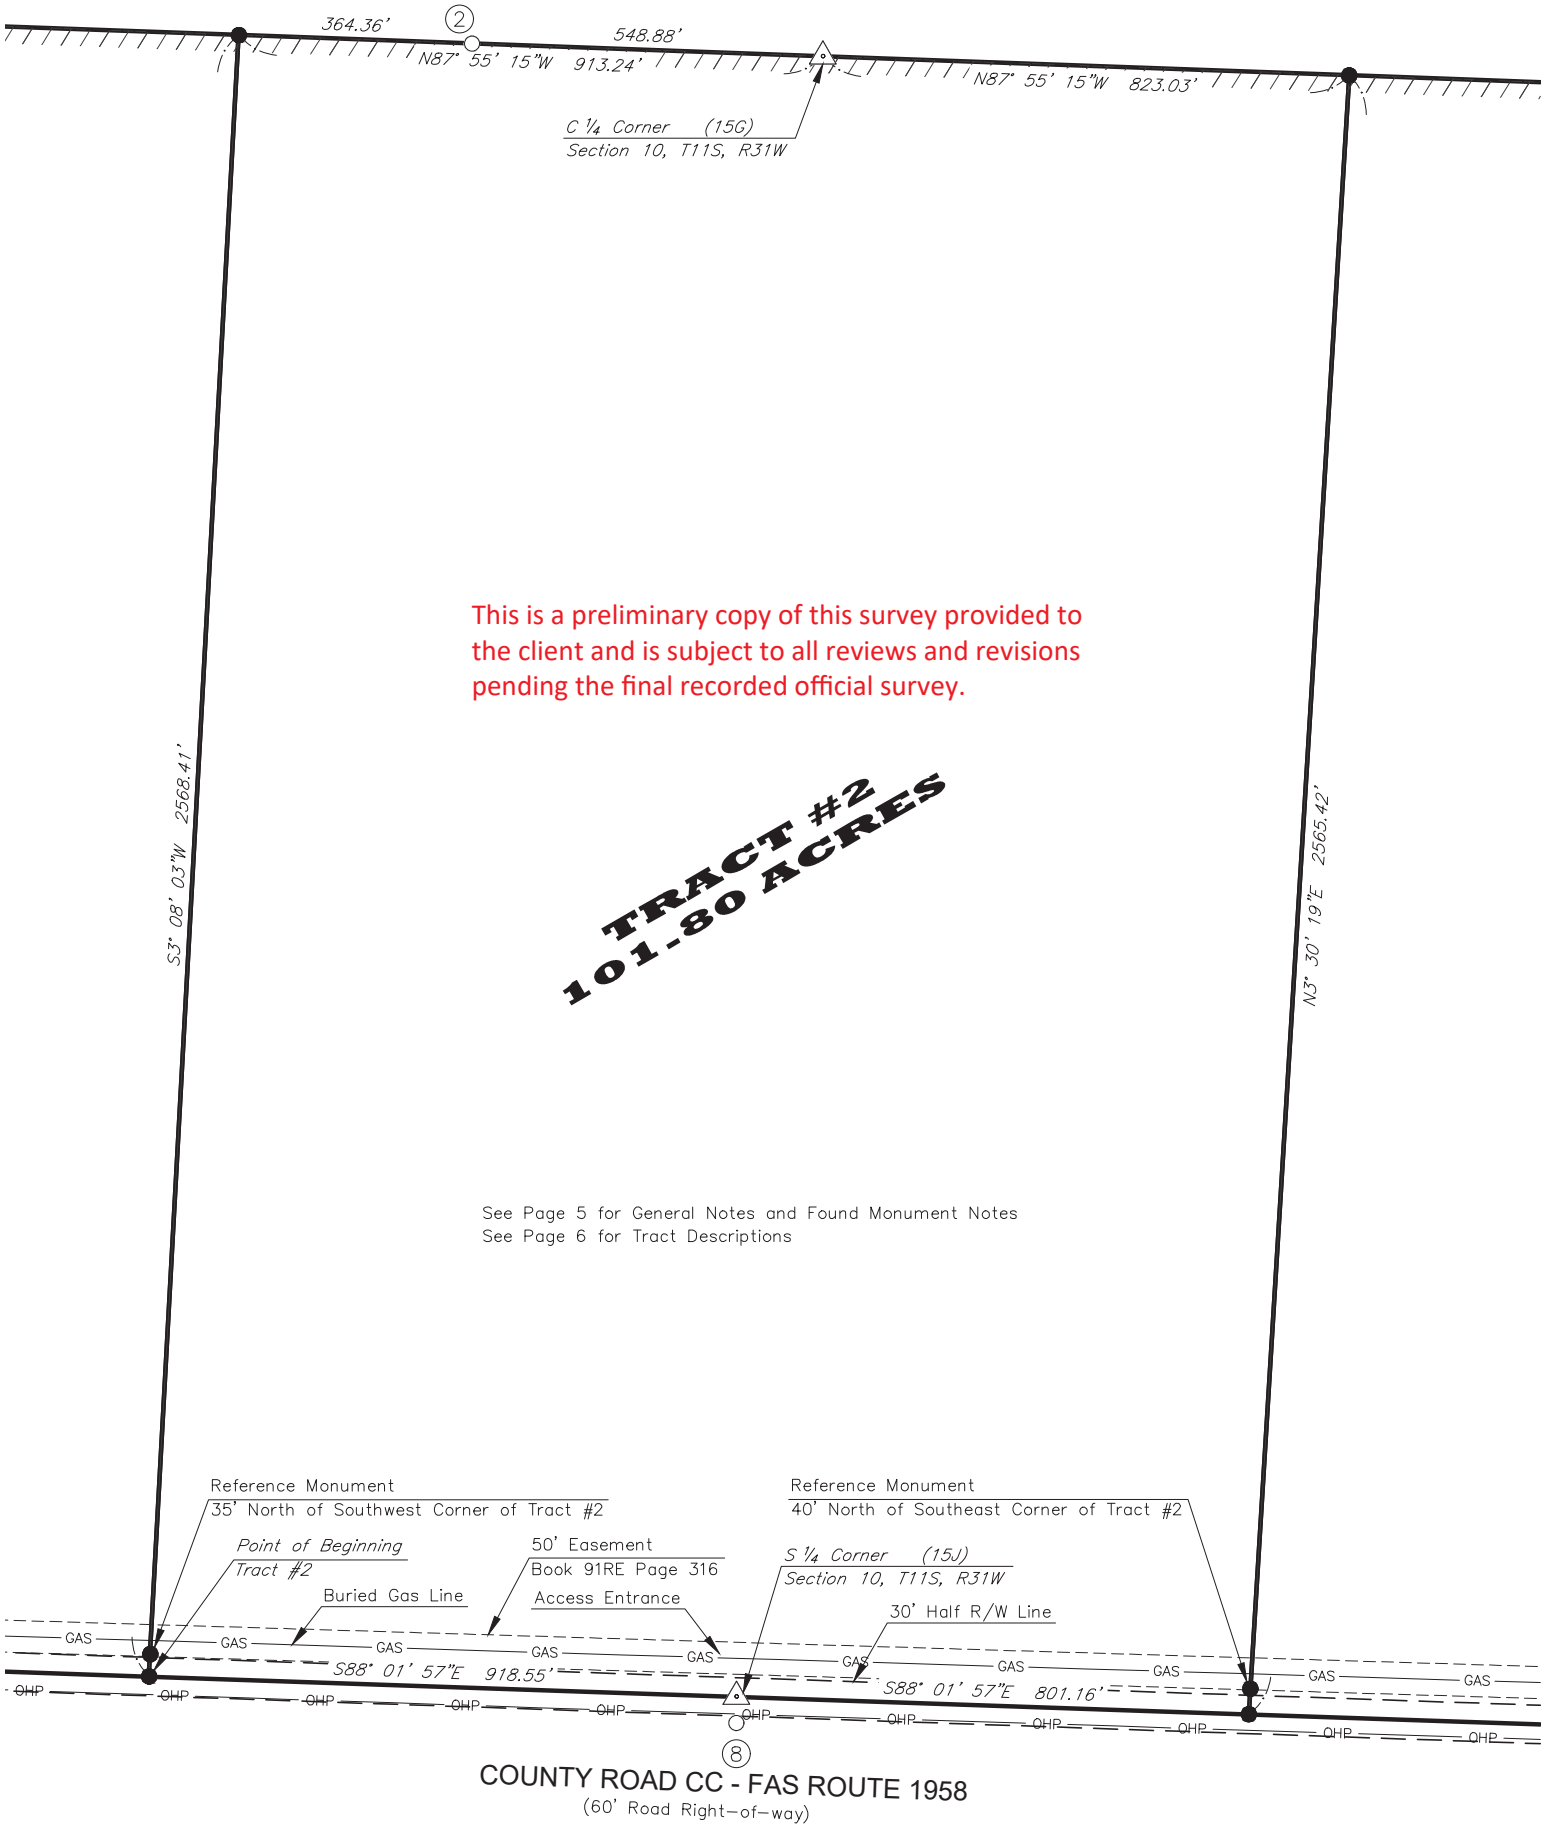 364.36'
2
548.88'
N87° 55' 15"W 913.24'
N87° 55' 15"W 823.03'
C 1/4 Corner (15G)
Section 10, T11S, R31W
This is a preliminary copy of this survey provided to
the client and is subject to all reviews and revisions
pending the final recorded official survey.
S3° 08' 03"W 2568.41'
TRACT #2
101.80 ACRES
N3° 30' 19"E 2565.42'
See Page 5 for General Notes and Found Monument Notes
See Page 6 for Tract Descriptions
Reference Monument
35' North of Southwest Corner of Tract #2
Reference Monument
40' North of Southeast Corner of Tract #2
Point of Beginning
Tract #2
50' Easement
Book 91RE Page 316
S 1/4 Corner (15J)
Section 10, T11S, R31W
Buried Gas Line
Access Entrance
30' Half R/W Line
GAS GAS GAS GAS GAS GAS GAS GAS GAS GAS
S88° 01' 57"E 918.55'
S88° 01' 57"E 801.16'
OHP OHP OHP OHP OHP OHP OHP OHP OHP OHP OHP
8
COUNTY ROAD CC - FAS ROUTE 1958
(60' Road Right-of-way)